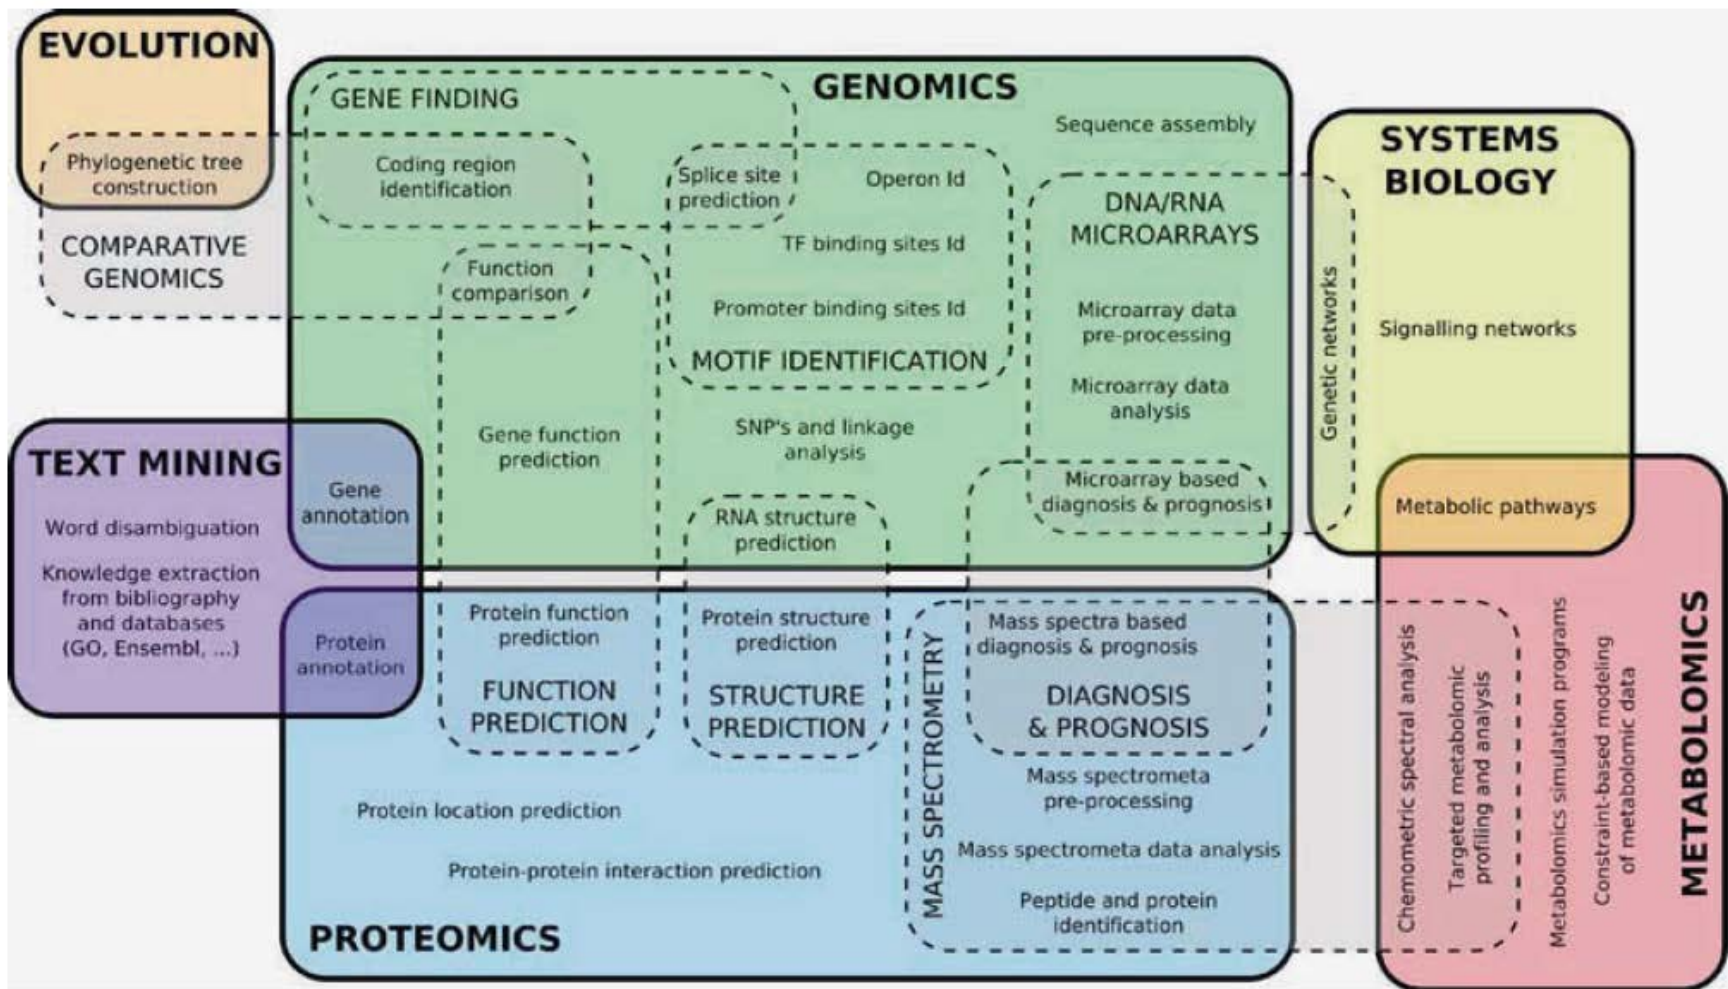 EVOLUTION
Phylogenetic tree
construction
COMPARATIVE
GENOMICS
GENOMICS
GENE FINDING
Coding region
identification
Splice site
prediction
Function
comparison
Operon Id
TF binding sites Id
Promoter binding sites Id
MOTIF IDENTIFICATION
Sequence assembly
DNA/RNA
MICROARRAYS
Microarray data
pre-processing
Microarray data
analysis
Microarray based
diagnosis & prognosis
Gene function
prediction
SNP's and linkage
analysis
RNA structure
prediction
SYSTEMS
BIOLOGY
Genetic networks
Signalling networks
Metabolic pathways
TEXT MINING
Word disambiguation
Knowledge extraction
from bibliography
and databases
(GO, Ensembl, ...)
Gene
annotation
Protein
annotation
Protein function
prediction
FUNCTION
PREDICTION
Protein structure
prediction
STRUCTURE
PREDICTION
MASS SPECTROMETRY
Mass spectra based
diagnosis & prognosis
DIAGNOSIS
& PROGNOSIS
Mass spectrometa
pre-processing
Mass spectrometa data analysis
Peptide and protein
identification
Protein location prediction
Protein-protein interaction prediction
PROTEOMICS
Chemometric spectral analysis
Targeted metabolomic
profiling and analysis
Metabolomics simulation programs
Constraint-based modeling
of metabolomic data
METABOLOMICS